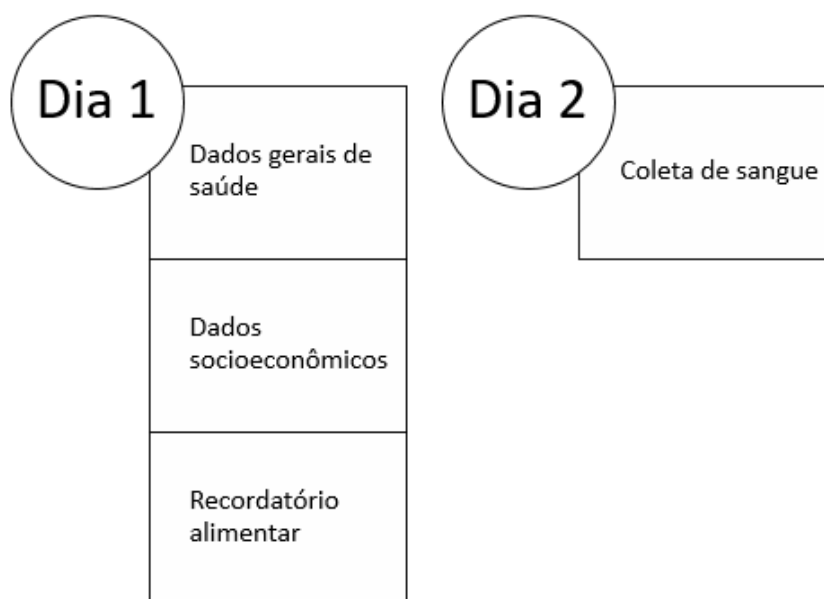 Dia 1
Dados gerais de
saúde
Dados
socioeconômicos
Recordatório
alimentar
Dia 2
Coleta de sangue